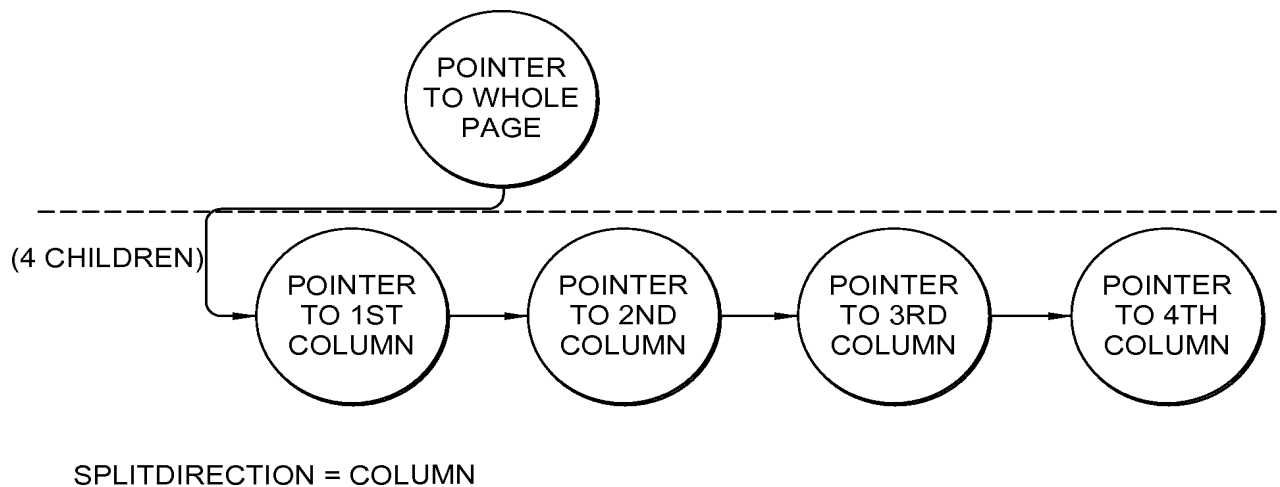 POINTER
TO WHOLE
PAGE
(4 CHILDREN)
POINTER
TO 1ST
COLUMN
POINTER
TO 2ND
COLUMN
POINTER
TO 3RD
COLUMN
POINTER
TO 4TH
COLUMN
SPLITDIRECTION = COLUMN